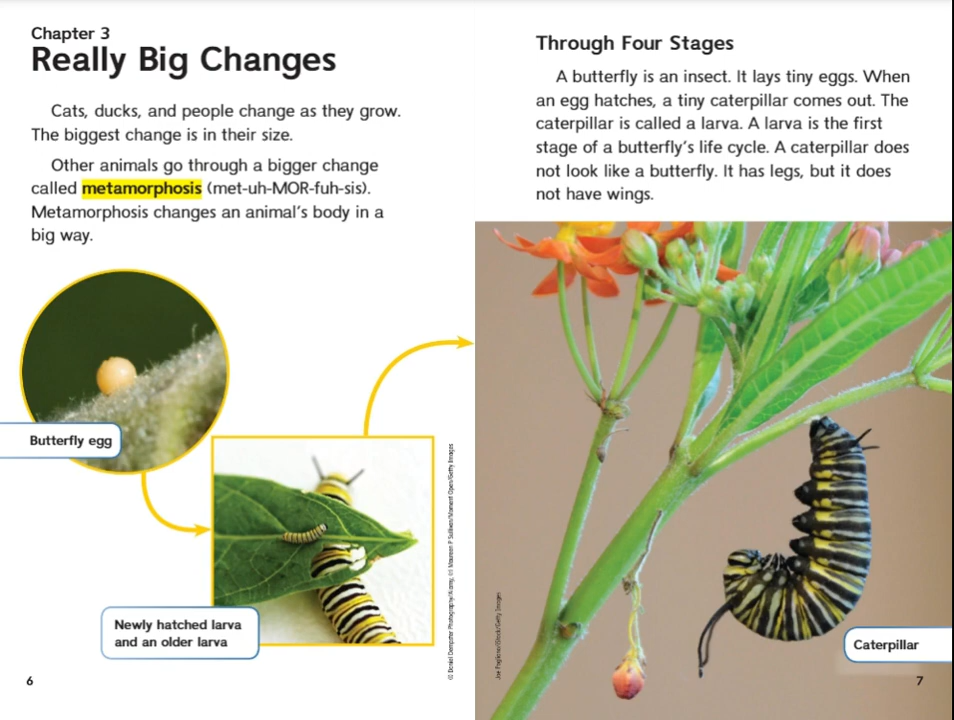 Chapter 3
Really Big Changes
Cats, ducks, and people change as they grow.
The biggest change is in their size.
Other animals go through a bigger change
called metamorphosis (met-uh-MOR-fuh-sis).
Metamorphosis changes an animal's body in a
big way.
Butterfly egg
Newly hatched larva
and an older larva
6
Through Four Stages
A butterfly is an insect. It lays tiny eggs. When
an egg hatches, a tiny caterpillar comes out. The
caterpillar is called a larva. A larva is the first
stage of a butterfly's life cycle. A caterpillar does
not look like a butterfly. It has legs, but it does
not have wings.
Caterpillar
7